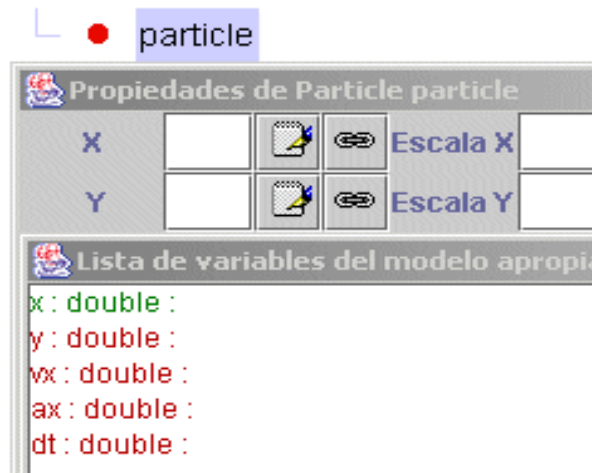 particle
Propiedades de Particle particle
X Escala X
Y Escala Y
Lista de variables del modelo apropia
x : double :
y : double :
vx : double :
ax : double :
dt : double :